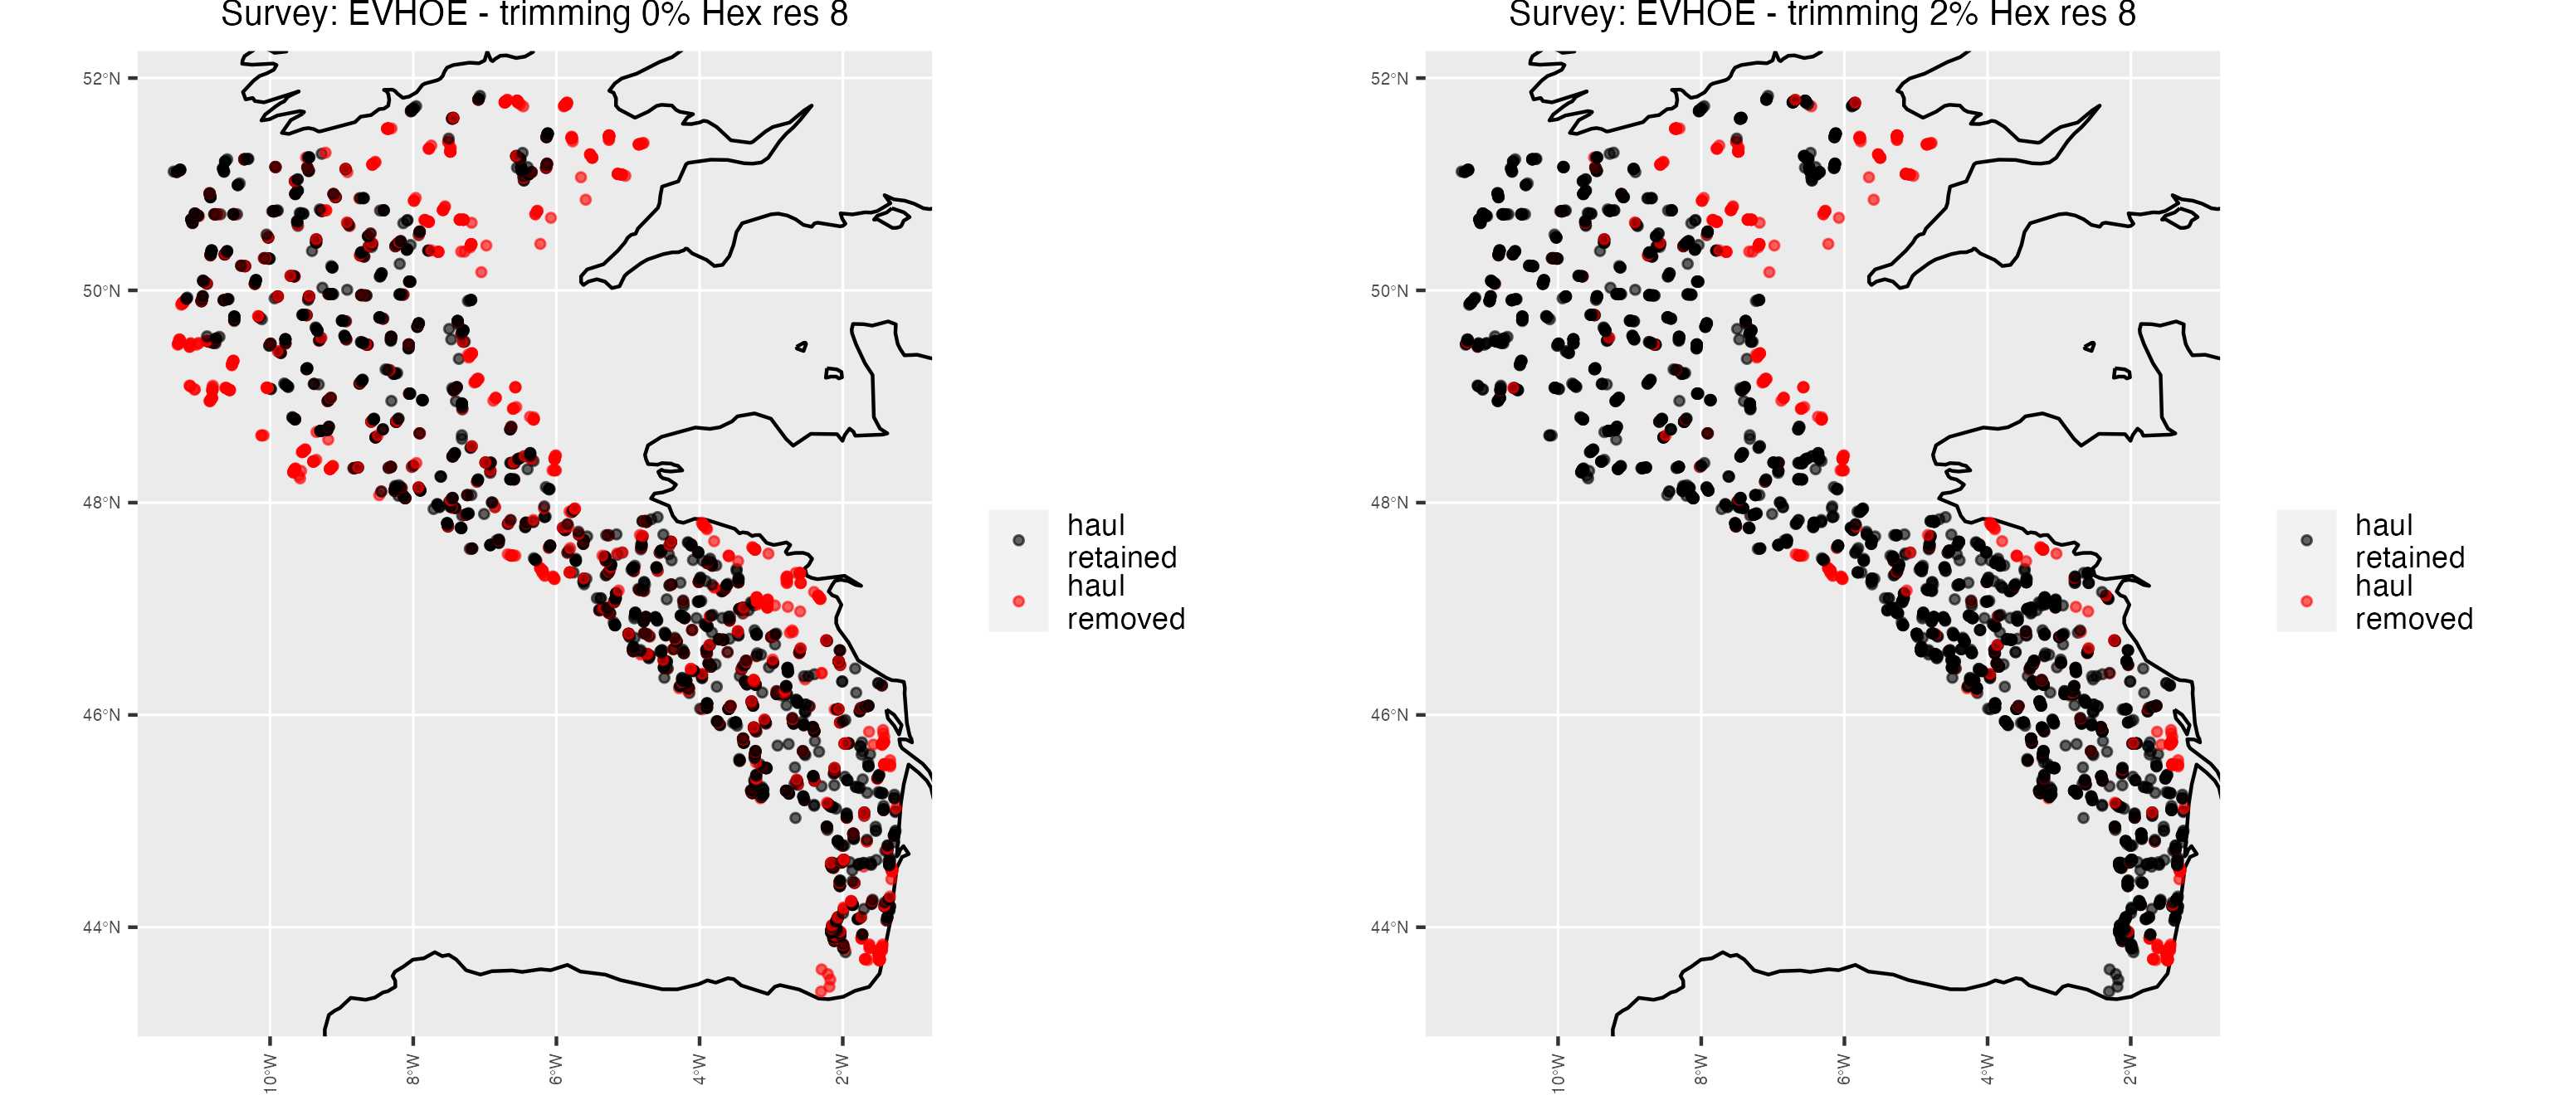 Survey: EVHOE - trimming 0% Hex res 8
52°N
50°N
48°N
46°N
44°N
10°W
8°W
6°W
4°W
2°W
haul
retained
haul
removed
Survey: EVHOE - trimming 2% Hex res 8
52°N
50°N
48°N
46°N
44°N
10°W
8°W
6°W
4°W
2°W
haul
retained
haul
removed